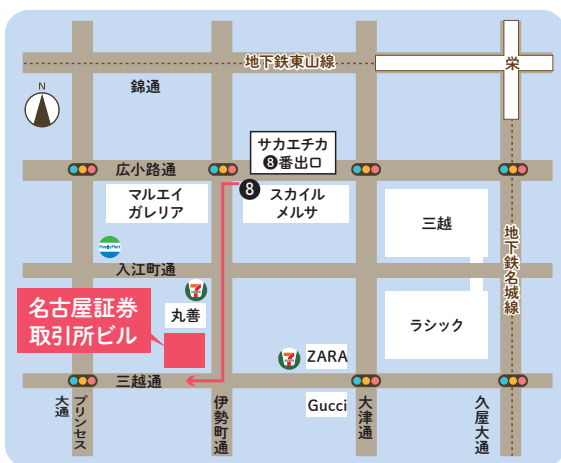 地下鉄東山線
栄
N
錦通
サカエチカ
❽番出口
広小路通
マルエイ
ガレリア
8
スカイル
メルサ
三越
地下鉄名城線
FamilyMart
入江町通
7
丸善
名古屋証券
取引所ビル
ラシック
7
ZARA
三越通
Gucci
プリンセス
大通
伊勢町通
大津通
久屋大通